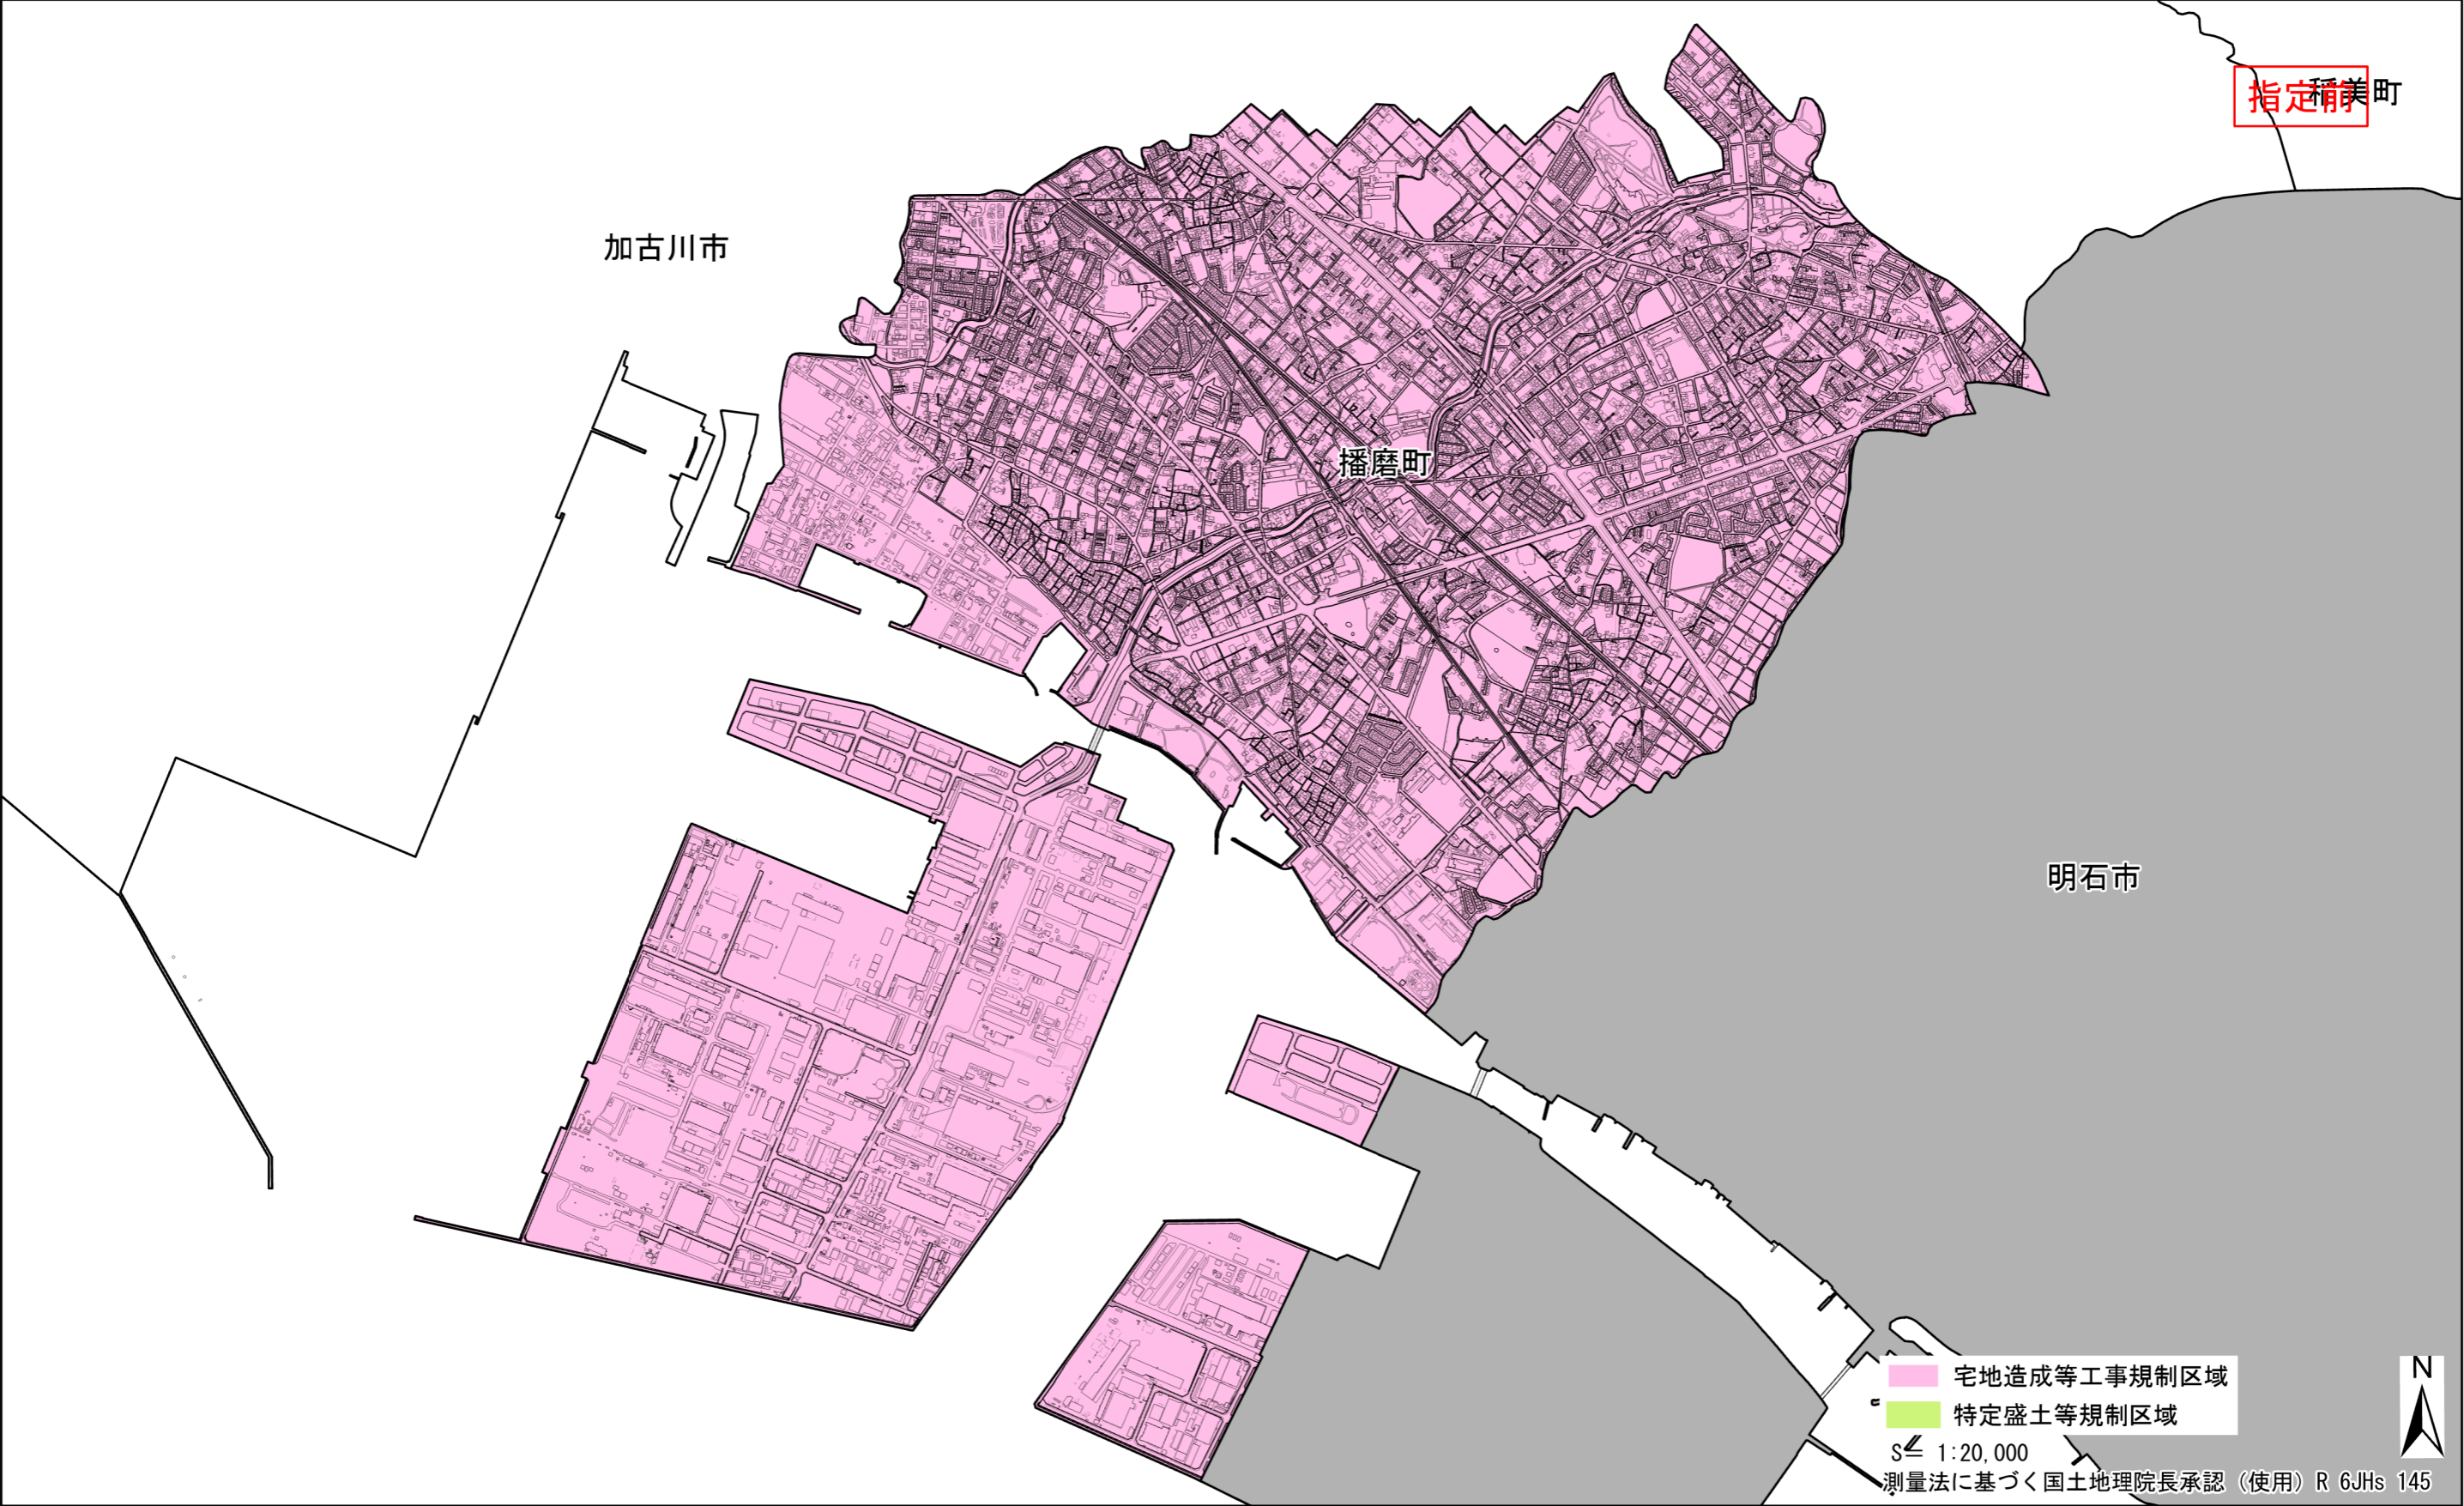 稲美町
指定前
加古川市
播磨町
明石市
宅地造成等工事規制区域
特定盛土等規制区域
S= 1:20,000
測量法に基づく国土地理院長承認（使用）R 6JHs 145
N